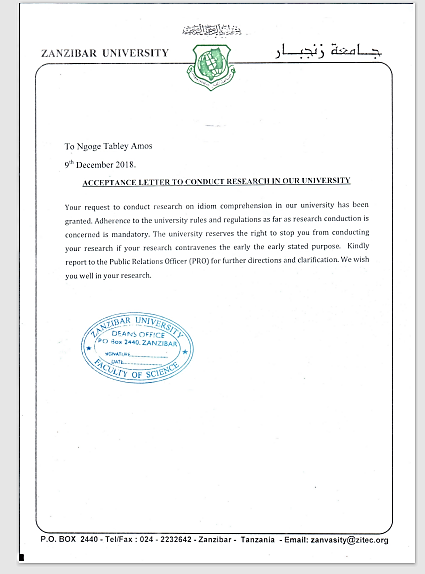 ZANZIBAR UNIVERSITY
جامعة زنجبار
To Ngoge Tabley Amos
9th December 2018.
ACCEPTANCE LETTER TO CONDUCT RESEARCH IN OUR UNIVERSITY
Your request to conduct research on idiom comprehension in our university has been
granted. Adherence to the university rules and regulations as far as research conduction is
concerned is mandatory. The university reserves the right to stop you from conducting
your research if your research contravenes the early the early stated purpose. Kindly
report to the Public Relations Officer (PRO) for further directions and clarification. We wish
you well in your research.
ZANZIBAR UNIVERSITY
DEANS OFFICE
P.O Box 2440, ZANZIBAR
SIGNATURE
DATE
FACULTY OF SCIENCE
P.O. BOX 2440 - Tel/Fax : 024 - 2232642 - Zanzibar - Tanzania - Email: zanvasity@zitec.org